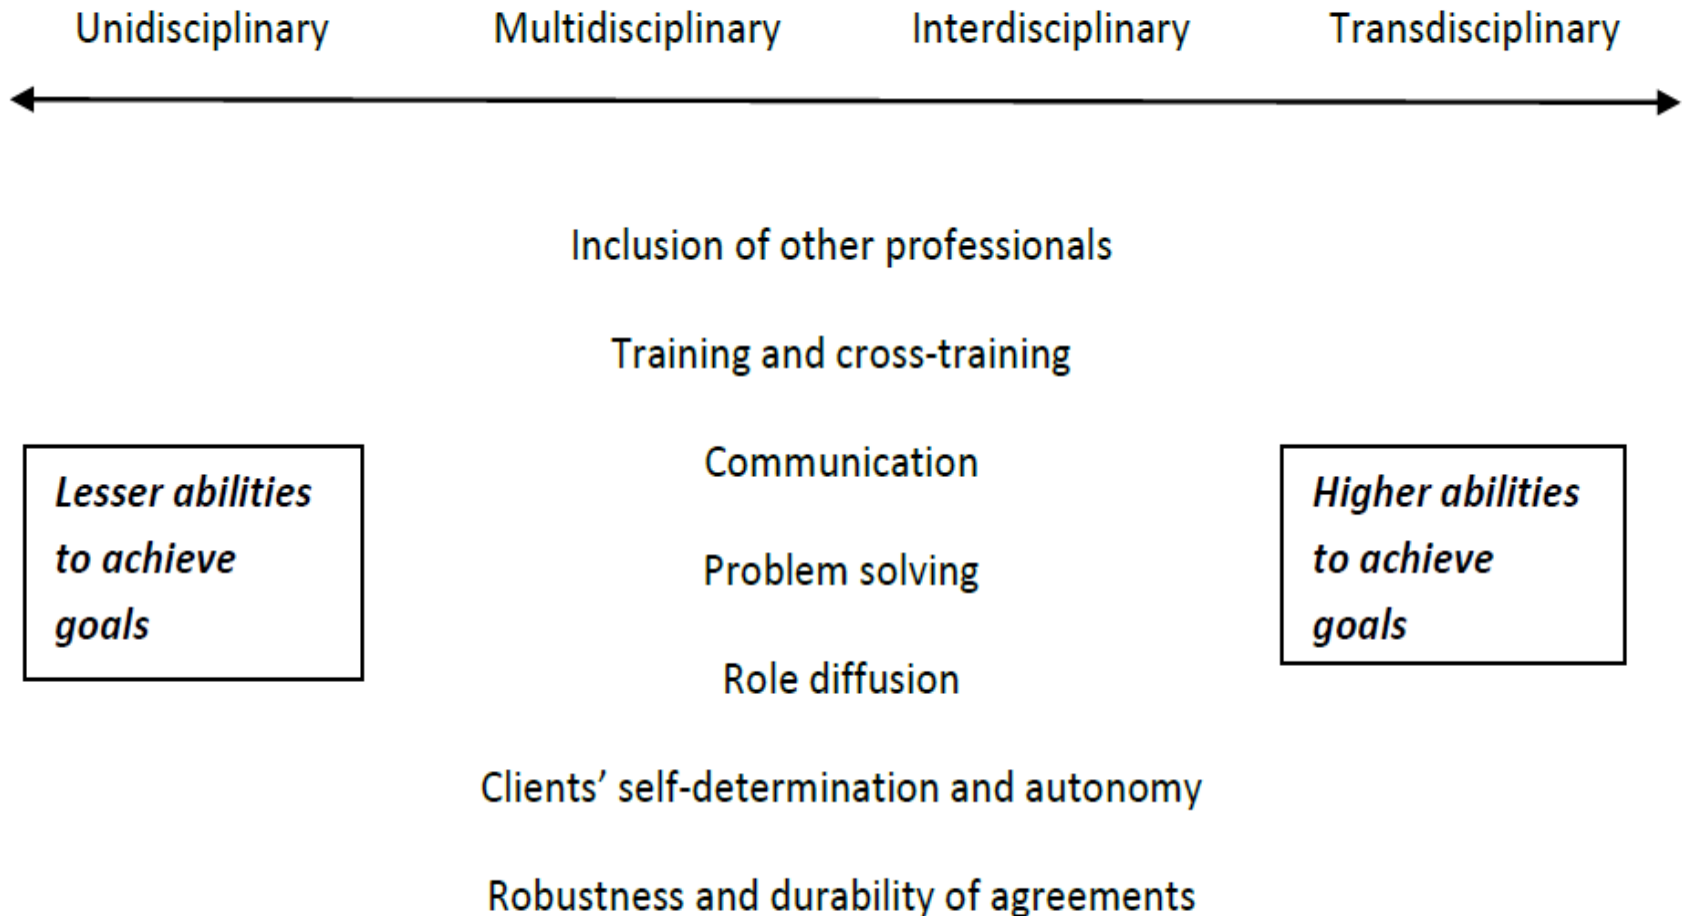 Unidisciplinary Multidisciplinary Interdisciplinary Transdisciplinary
Inclusion of other professionals
Training and cross-training
Communication
Lesser abilities
to achieve
goals
Higher abilities
to achieve
goals
Problem solving
Role diffusion
Clients’ self-determination and autonomy
Robustness and durability of agreements